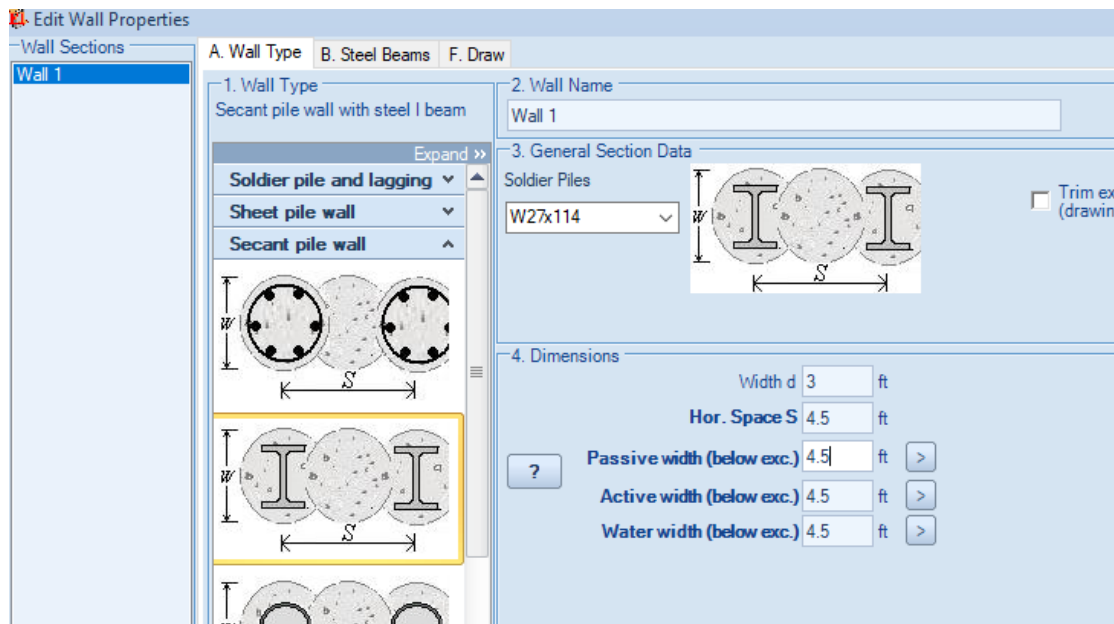 Edit Wall Properties
Wall Sections
Wall 1
A. Wall Type
B. Steel Beams
F. Draw
1. Wall Type
Secant pile wall with steel I beam
Expand »
Soldier pile and lagging
Sheet pile wall
Secant pile wall
W
S
W
S
2. Wall Name
Wall 1
3. General Section Data
Soldier Piles
W27x114
W
S
Trim ex
(drawin
4. Dimensions
Width d 3 ft
Hor. Space S 4.5 ft
Passive width (below exc.) 4.5 ft >
? Active width (below exc.) 4.5 ft >
Water width (below exc.) 4.5 ft >